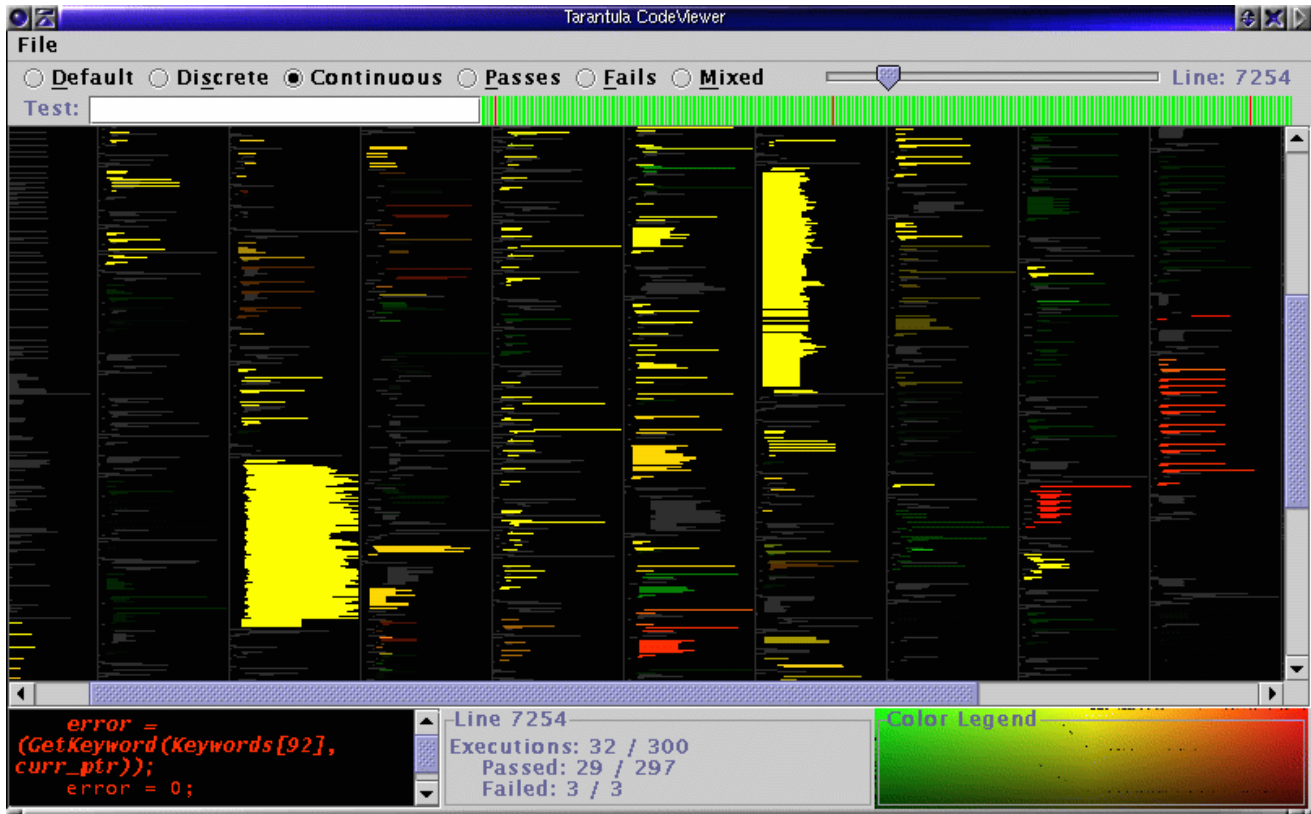 Tarantula CodeViewer
File
Default Discrete Continuous Passes Fails Mixed Line: 7254
Test:
error =
(GetKeyword(Keywords[92],
curr_ptr));
error = 0;
Line 7254
Executions: 32 / 300
Passed: 29 / 297
Failed: 3 / 3
Color Legend